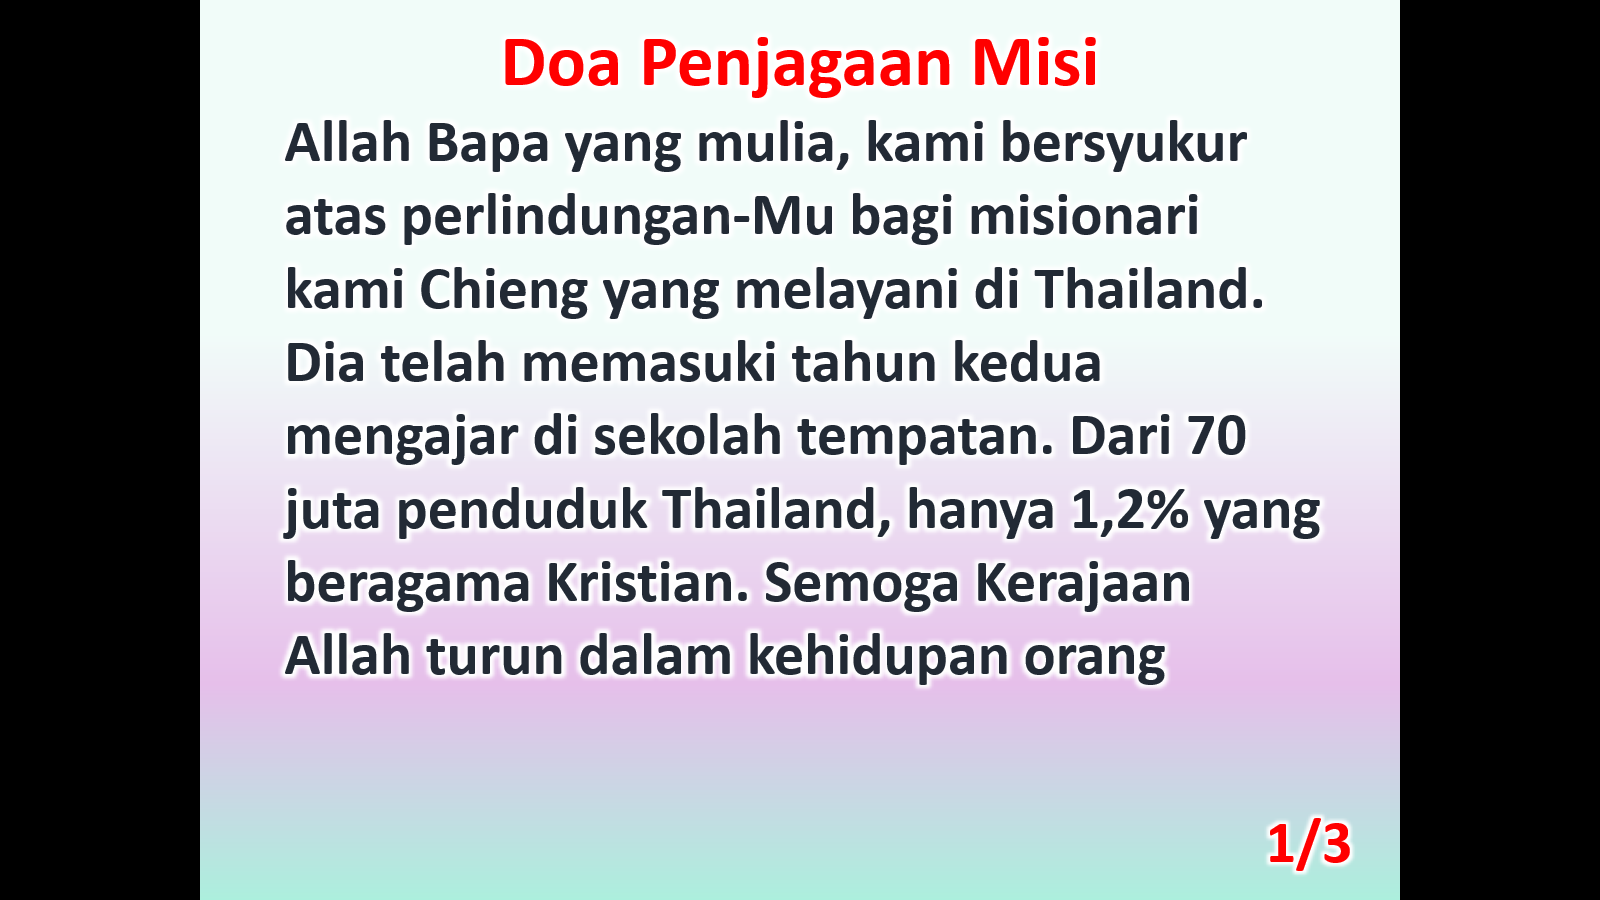 Doa Penjagaan Misi
Allah Bapa yang mulia, kami bersyukur
atas perlindungan-Mu bagi misionari
kami Chieng yang melayani di Thailand.
Dia telah memasuki tahun kedua
mengajar di sekolah tempatan. Dari 70
juta penduduk Thailand, hanya 1,2% yang
beragama Kristian. Semoga Kerajaan
Allah turun dalam kehidupan orang
1/3